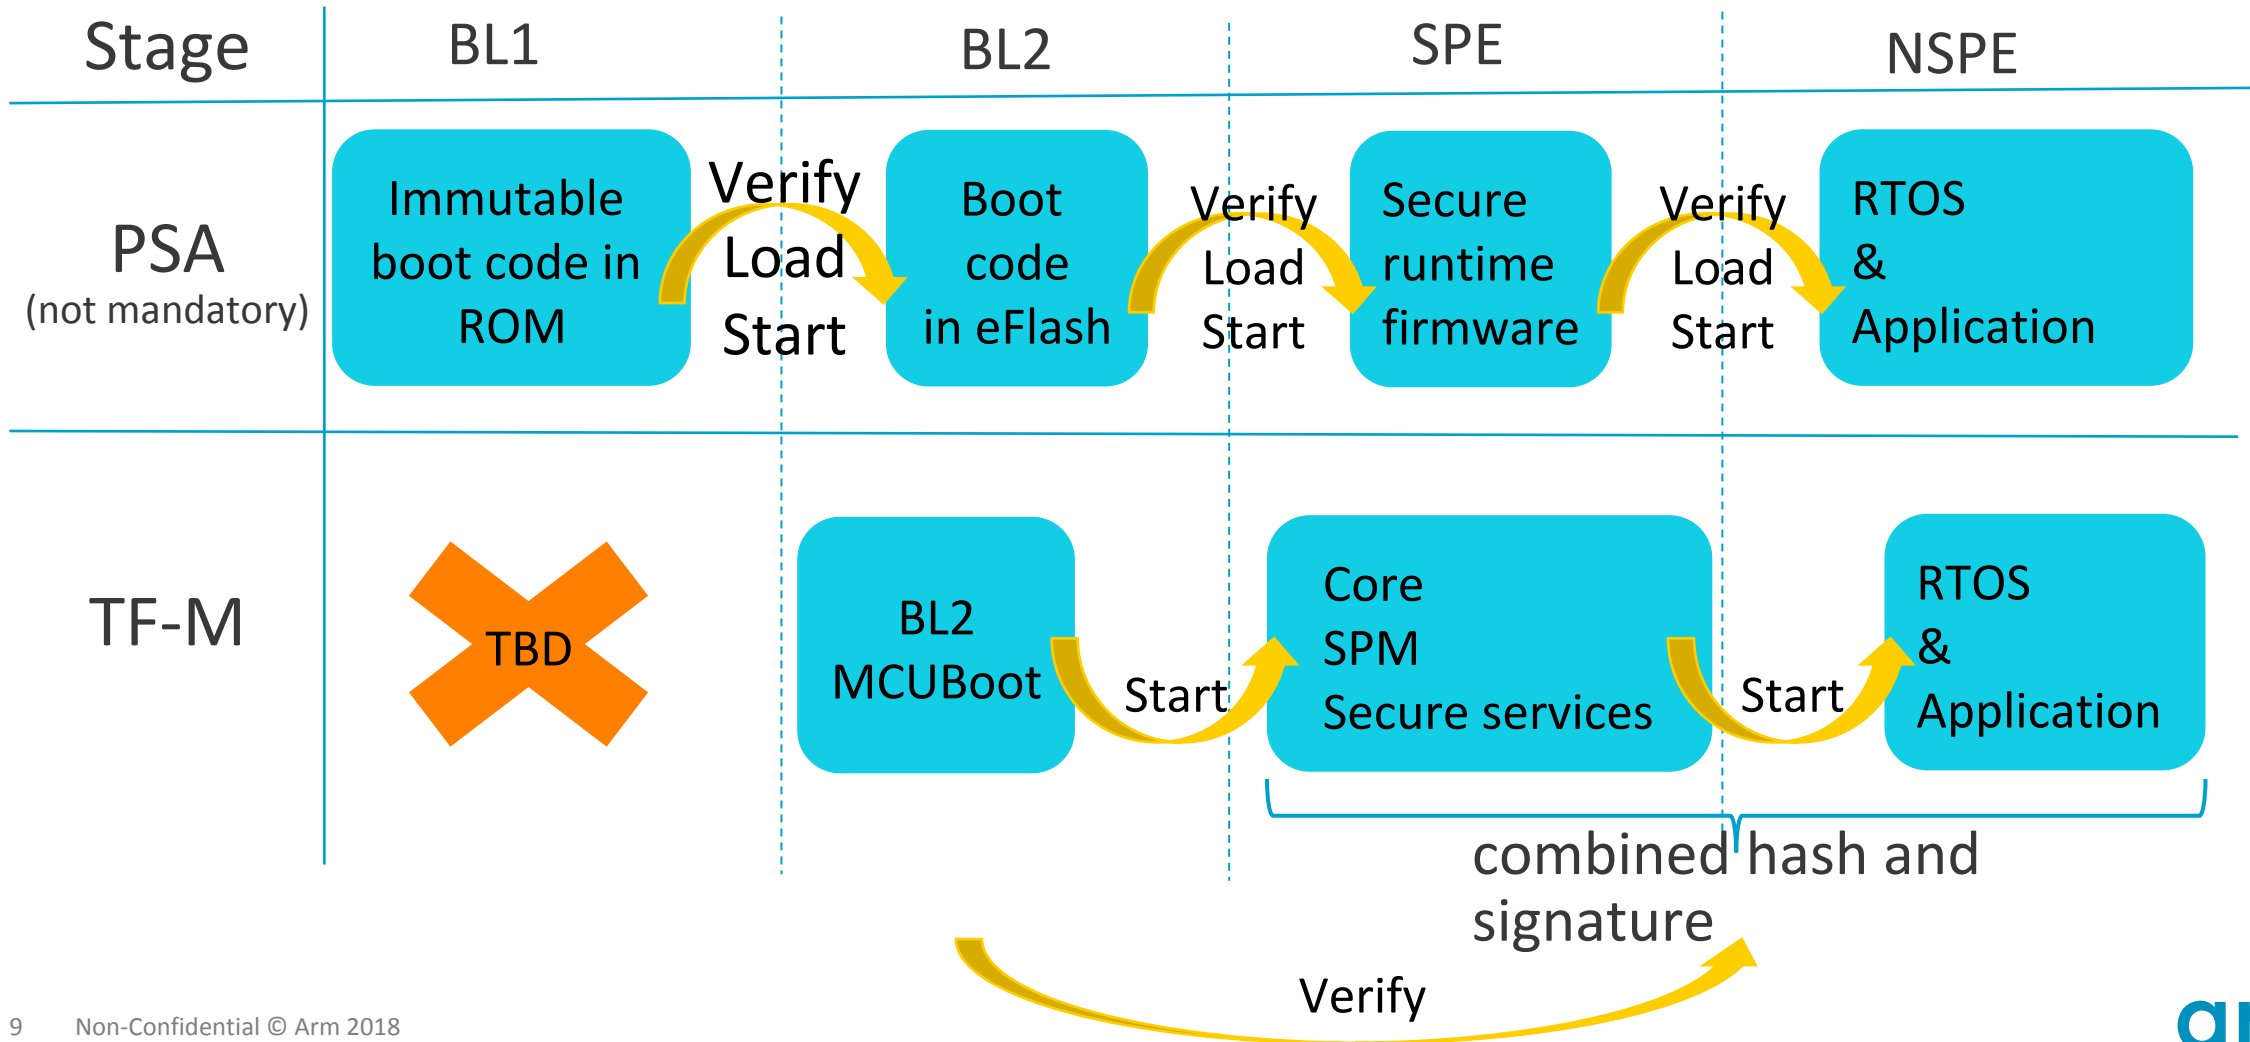 Stage
BL1
BL2
SPE
NSPE
PSA
(not mandatory)
Immutable
boot code in
ROM
Verify
Load
Start
Boot
code
in eFlash
Verify
Load
Start
Secure
runtime
firmware
Verify
Load
Start
RTOS
&
Application
TF-M
TBD
BL2
MCUBoot
Start
Core
SPM
Secure services
Start
RTOS
&
Application
combined hash and
signature
Verify
9 Non-Confidential © Arm 2018